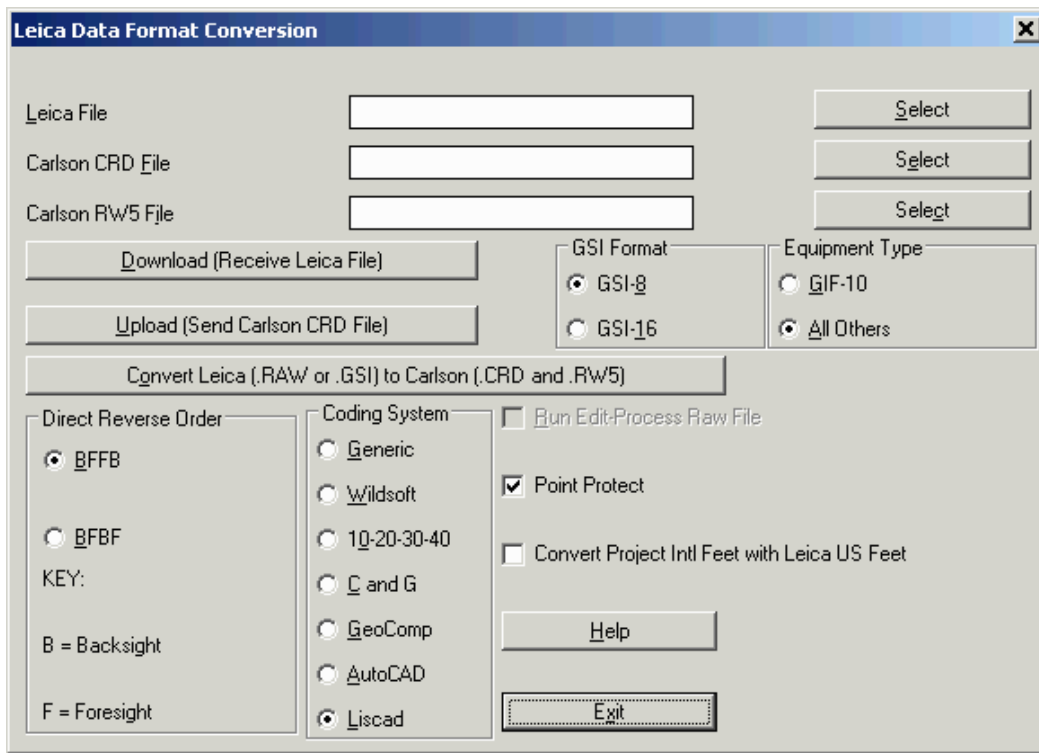 Leica Data Format Conversion
Leica File
Select
Carlson CRD File
Select
Carlson RW5 File
Select
Download (Receive Leica File)
GSI Format
Equipment Type
GSI-8
GIF-10
Upload (Send Carlson CRD File)
GSI-16
All Others
Convert Leica (.RAW or .GSI) to Carlson (.CRD and .RW5)
Direct Reverse Order
BFFB
BFBF
KEY:
B = Backsight
F = Foresight
Coding System
Generic
Wildsoft
10-20-30-40
C and G
GeoComp
AutoCAD
Liscad
Run Edit-Process Raw File
Point Protect
Convert Project Intl Feet with Leica US Feet
Help
Exit